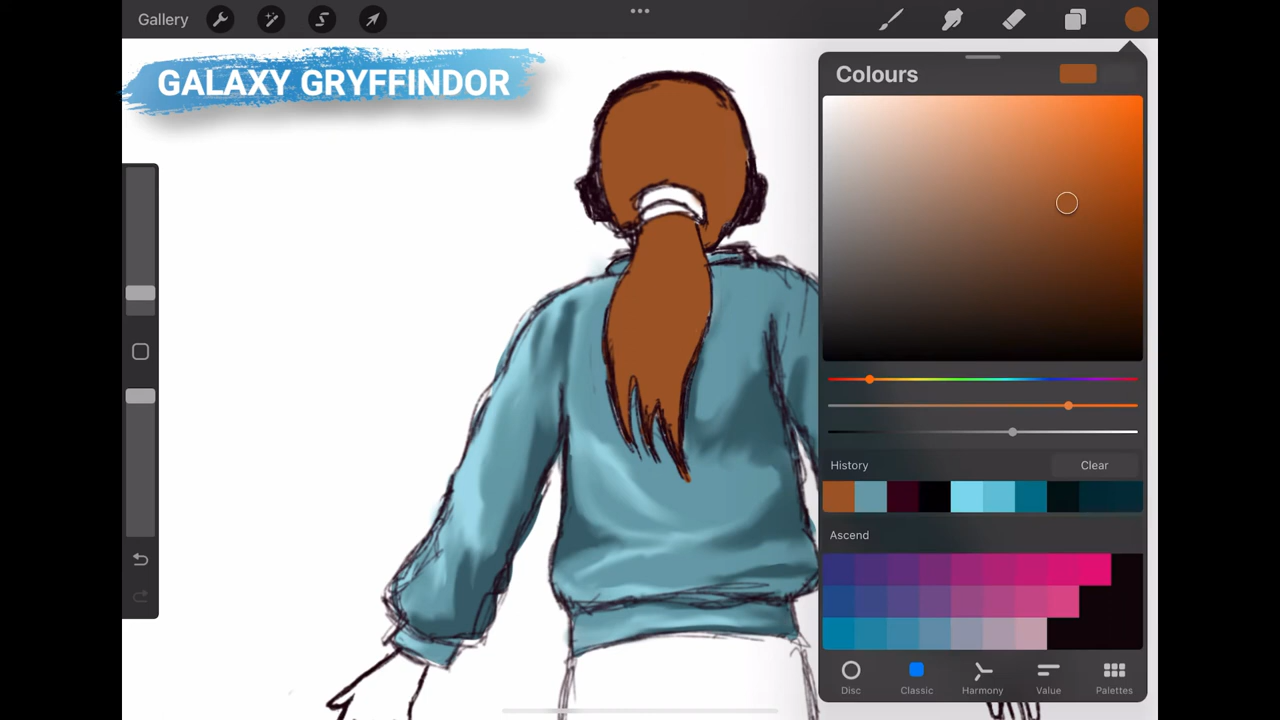 Gallery
GALAXY GRYFFINDOR
Colours
History
Clear
Ascend
Disc
Classic
Harmony
Value
Palettes